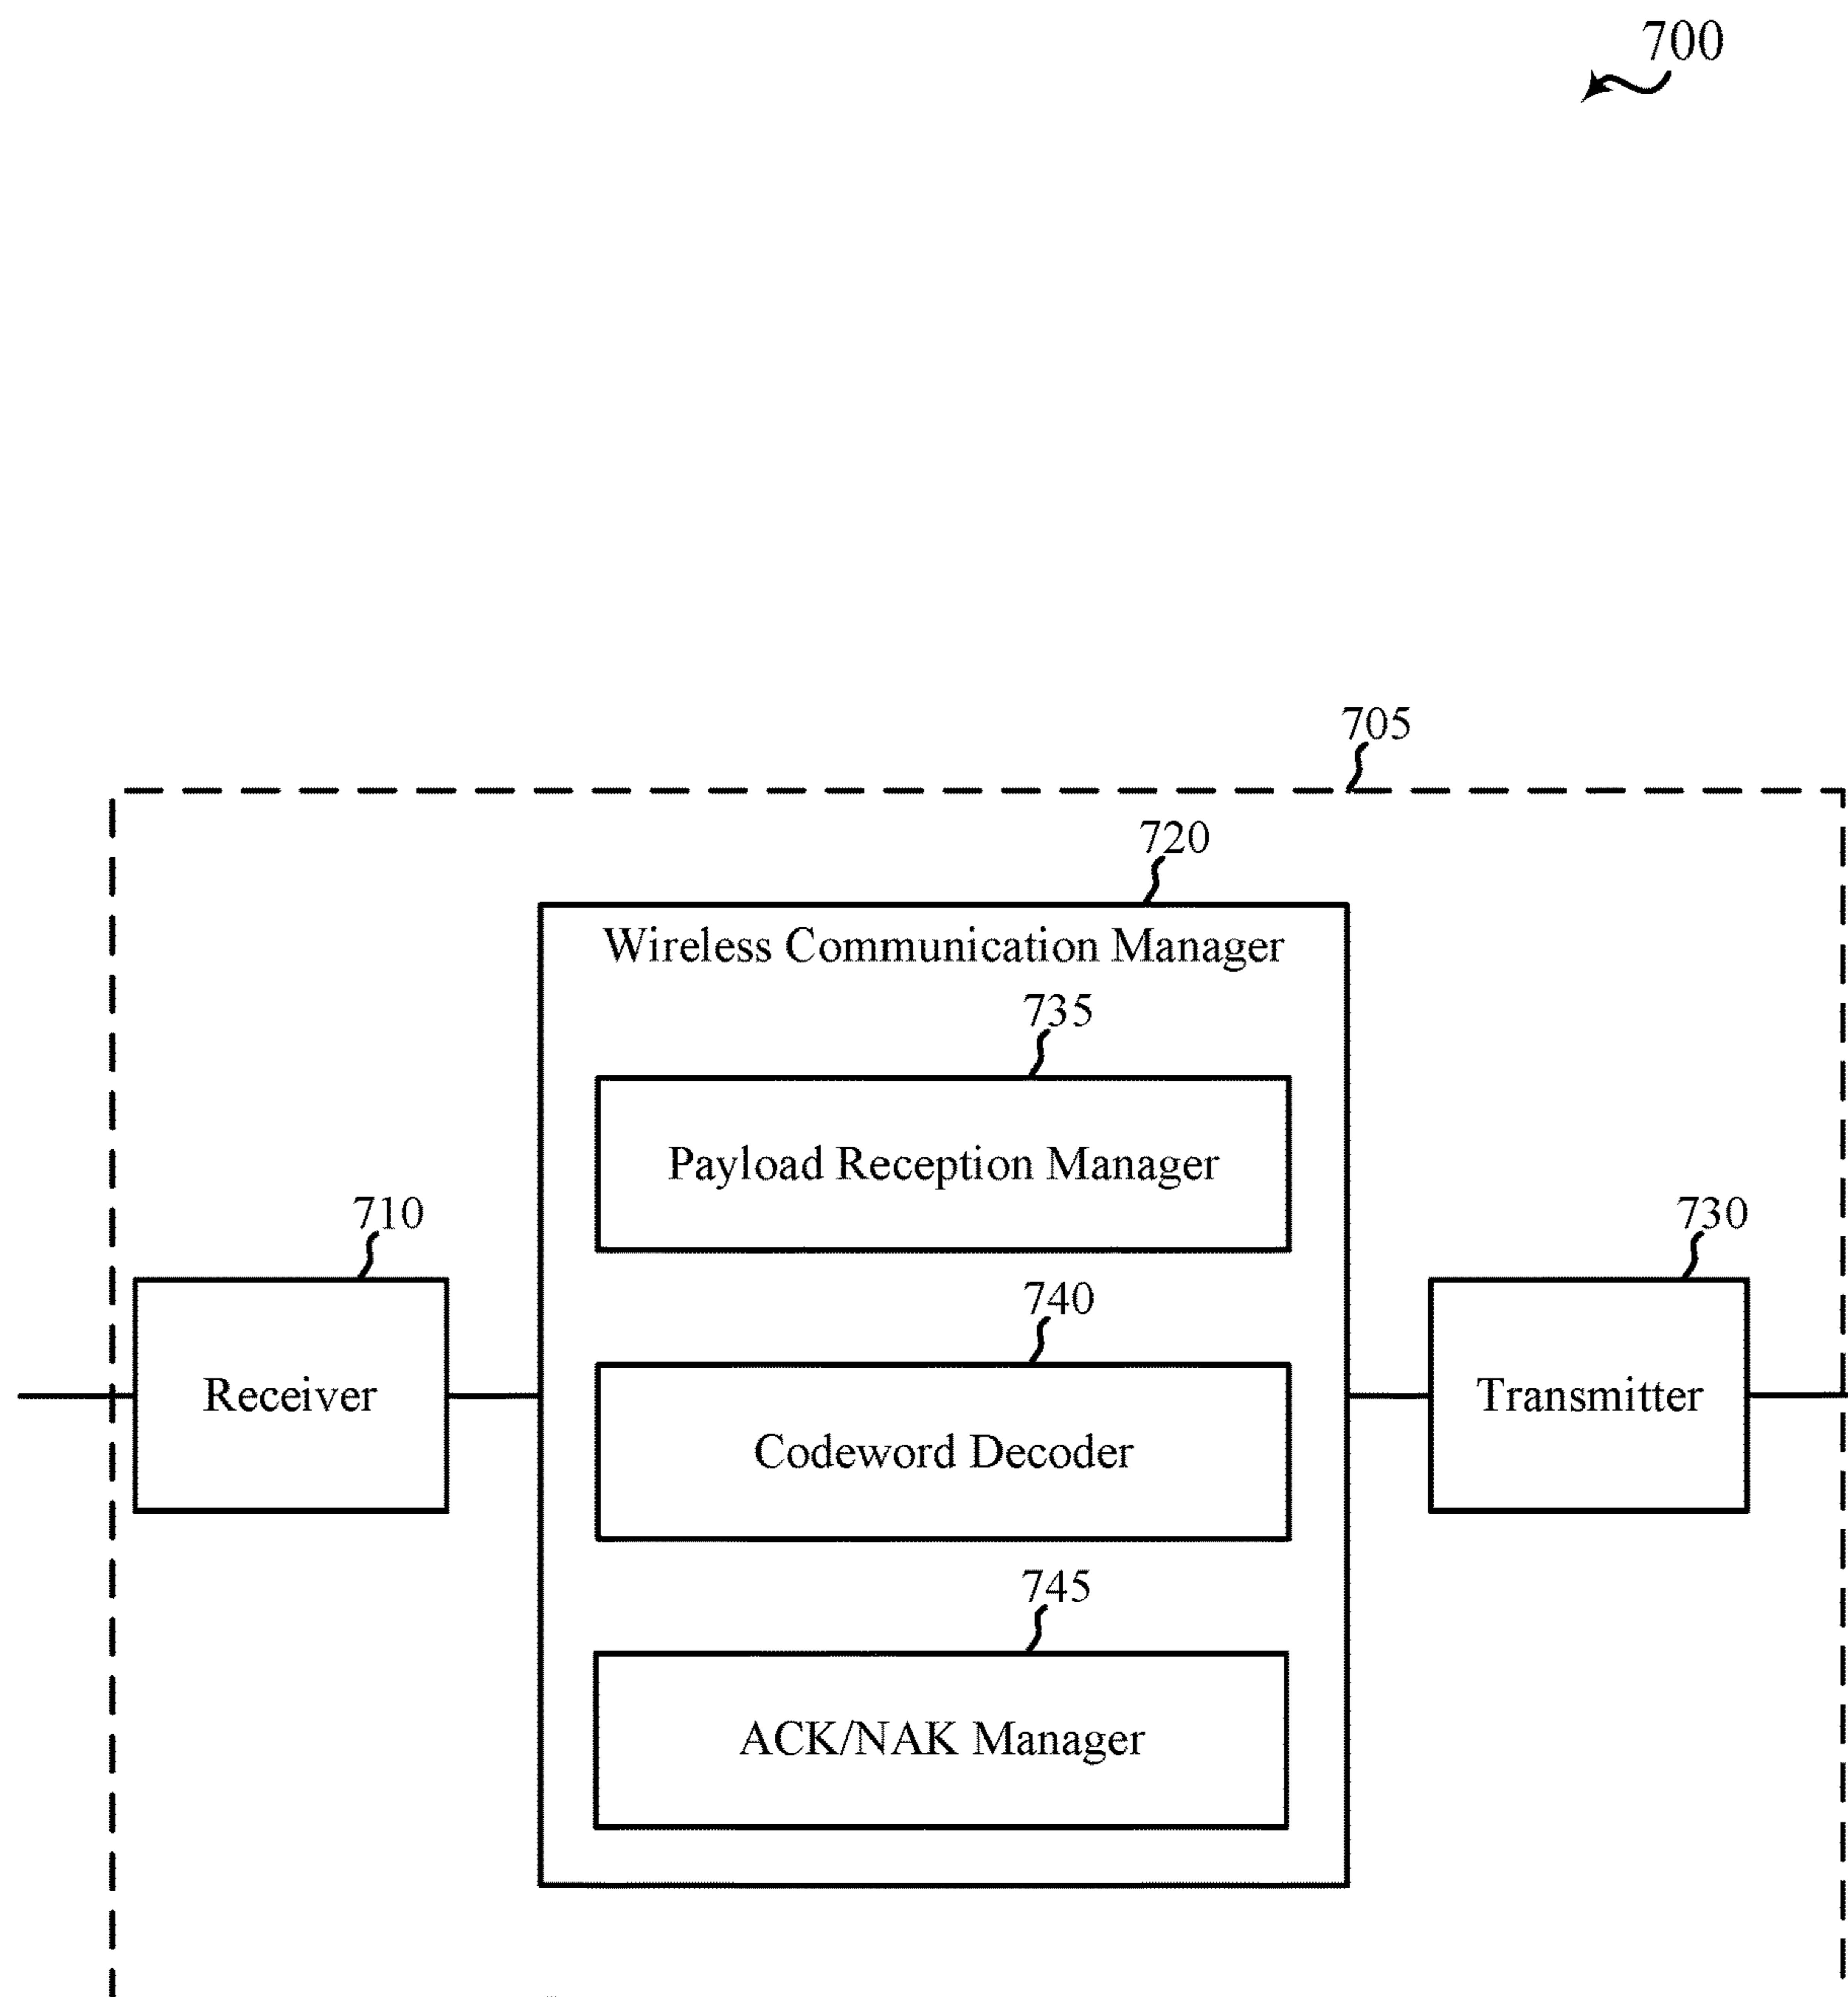 700
705
720
Wireless Communication Manager
735
Payload Reception Manager
710
730
740
Receiver
Codeword Decoder
Transmitter
745
ACK/NAK Manager